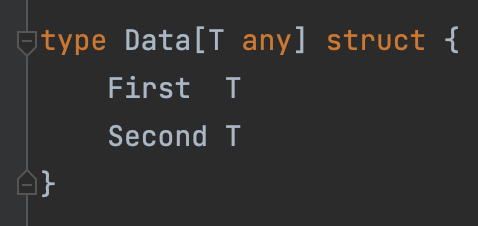 type Data[T any] struct {
    First  T
    Second T
}